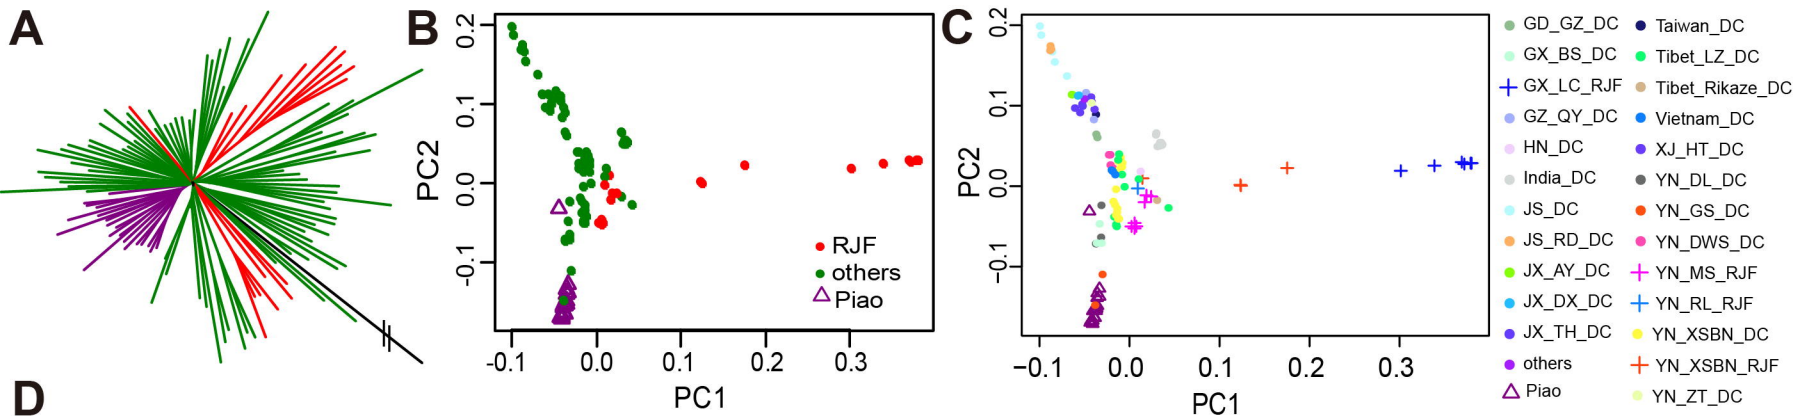 A
B
C
D
0.2
0.1
0.0
-0.1
PC2
-0.1
0.0
0.1
0.2
0.3
PC1
RJF
others
Piao
0.2
0.1
0.0
−0.1
PC2
−0.1
0.0
0.1
0.2
0.3
PC1
GD_GZ_DC
GX_BS_DC
GX_LC_RJF
GZ_QY_DC
HN_DC
India_DC
JS_DC
JS_RD_DC
JX_AY_DC
JX_DX_DC
JX_TH_DC
others
Piao
Taiwan_DC
Tibet_LZ_DC
Tibet_Rikaze_DC
Vietnam_DC
XJ_HT_DC
YN_DL_DC
YN_GS_DC
YN_DWS_DC
YN_MS_RJF
YN_RL_RJF
YN_XSBN_DC
YN_XSBN_RJF
YN_ZT_DC